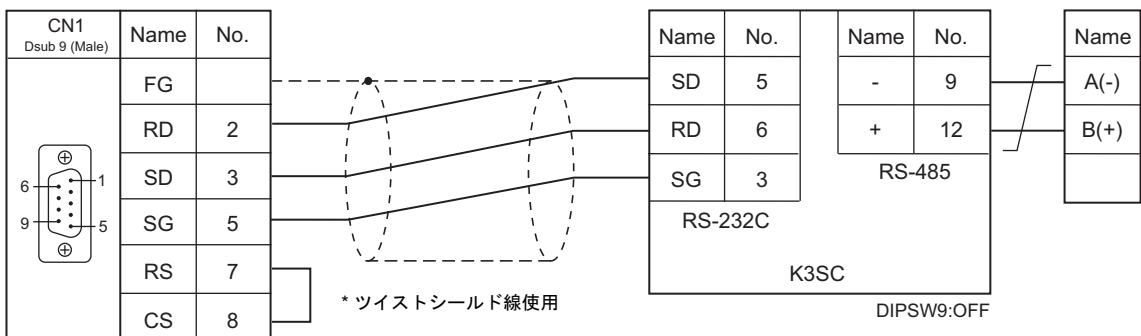 CN1
Dsub 9 (Male)
Name No.
FG
RD 2
SD 3
SG 5
RS 7
CS 8
6 1
9 5
* ツイストシールド線使用
Name No.
SD 5
RD 6
SG 3
RS-232C
Name No.
- 9
+ 12
RS-485
K3SC
DIPSW9:OFF
Name
A(-)
B(+)